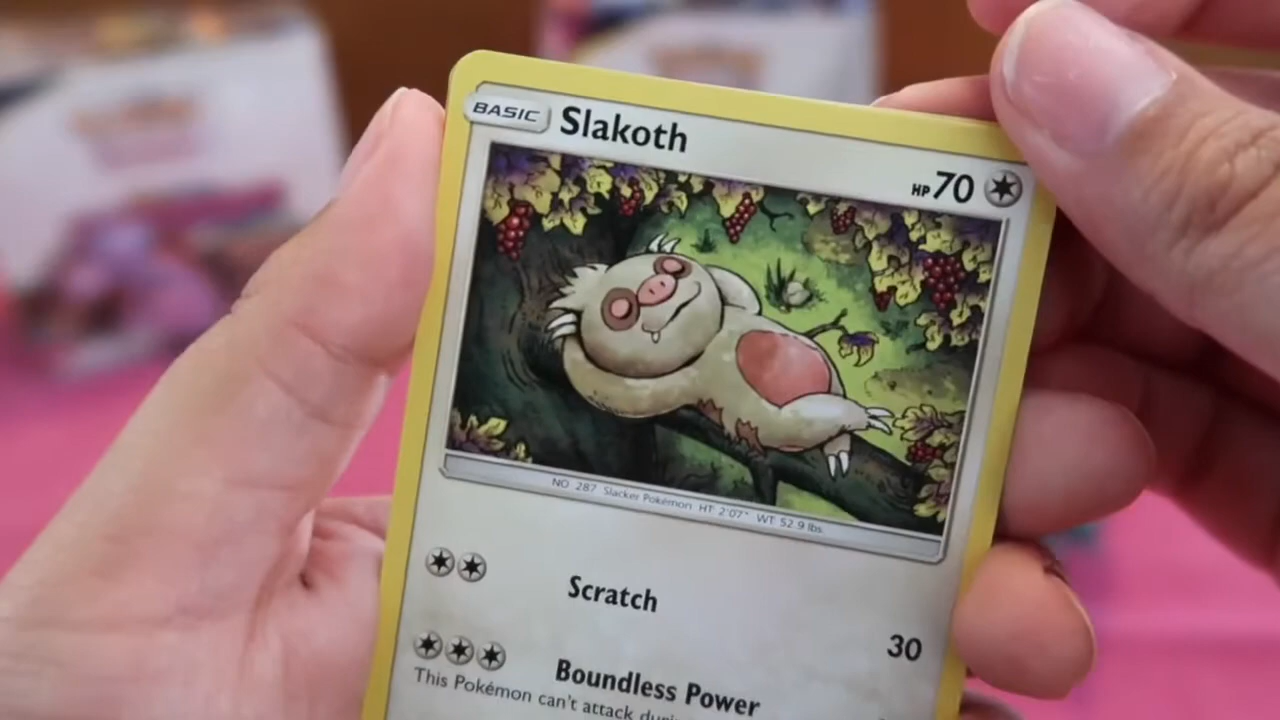 BASIC Slakoth
HP 70
NO. 287 Slacker Pokémon HT: 2'07" WT: 52.9 lbs.
Scratch 30
Boundless Power
This Pokémon can't attack during